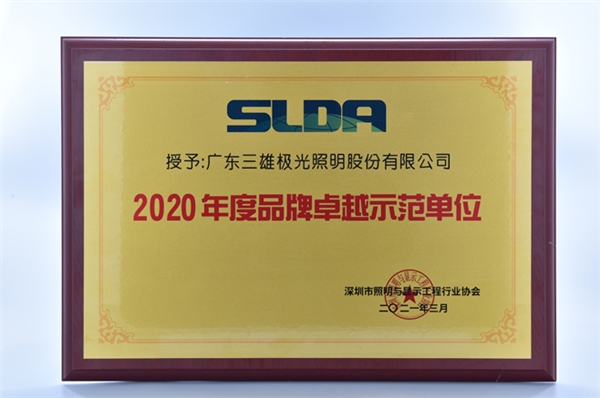 SLDA
授予:广东三雄极光照明股份有限公司
2020年度品牌卓越示范单位
深圳市照明与显示工程行业协会
二〇二一年三月